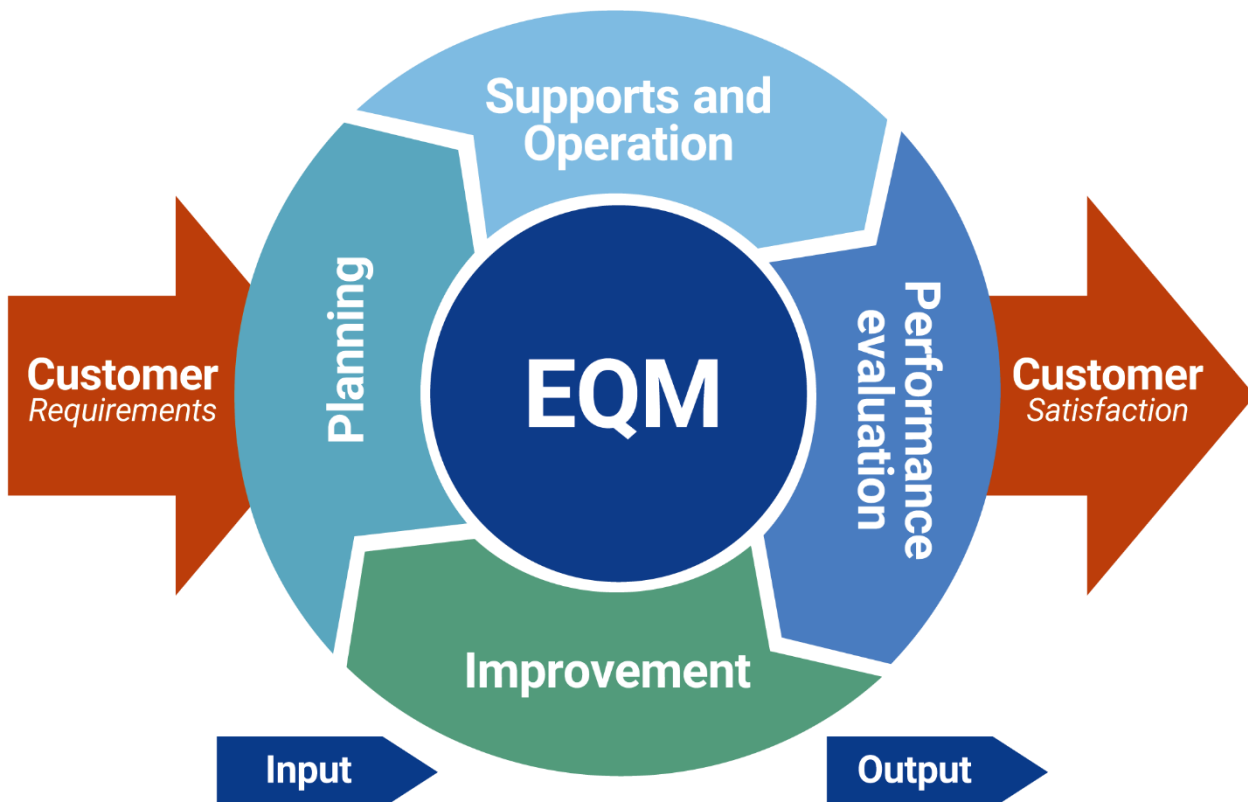 Supports and
Operation
Planning
Performance
evaluation
EQM
Customer
Requirements
Customer
Satisfaction
Improvement
Input
Output